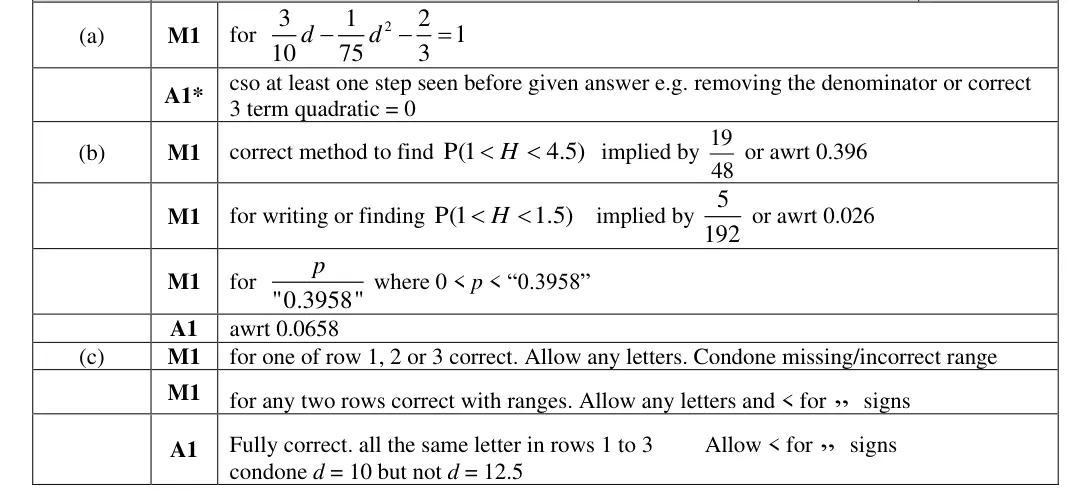 (a) M1 for 3/10 d − 1/75 d² − 2/3 = 1
A1* cso at least one step seen before given answer e.g. removing the denominator or correct
3 term quadratic = 0
(b) M1 correct method to find P(1 < H < 4.5) implied by 19/48 or awrt 0.396
M1 for writing or finding P(1 < H < 1.5) implied by 5/192 or awrt 0.026
M1 for p/"0.3958" where 0 < p < “0.3958”
A1 awrt 0.0658
(c) M1 for one of row 1, 2 or 3 correct. Allow any letters. Condone missing/incorrect range
M1 for any two rows correct with ranges. Allow any letters and < for ,, signs
A1 Fully correct. all the same letter in rows 1 to 3 Allow < for ,, signs
condone d = 10 but not d = 12.5